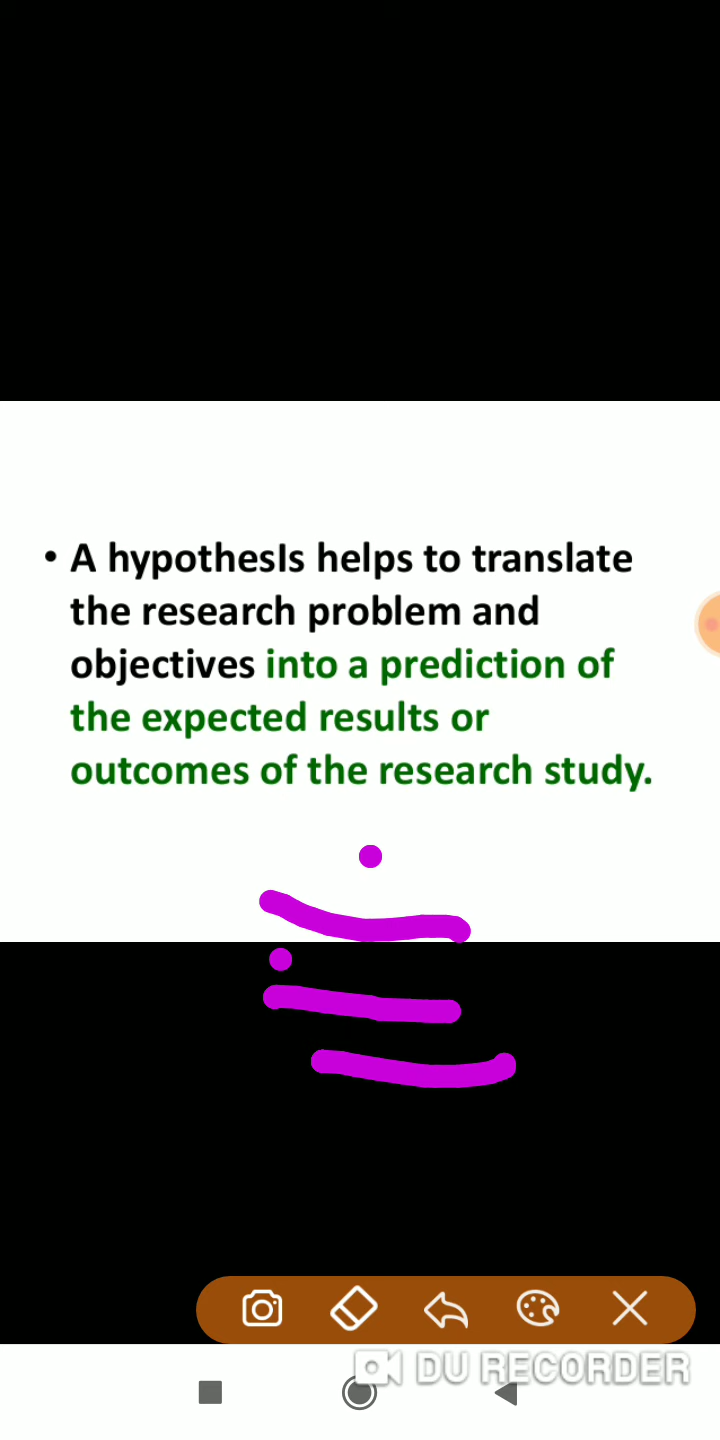 • A hypothesIs helps to translate
the research problem and
objectives into a prediction of
the expected results or
outcomes of the research study.
DU RECORDER